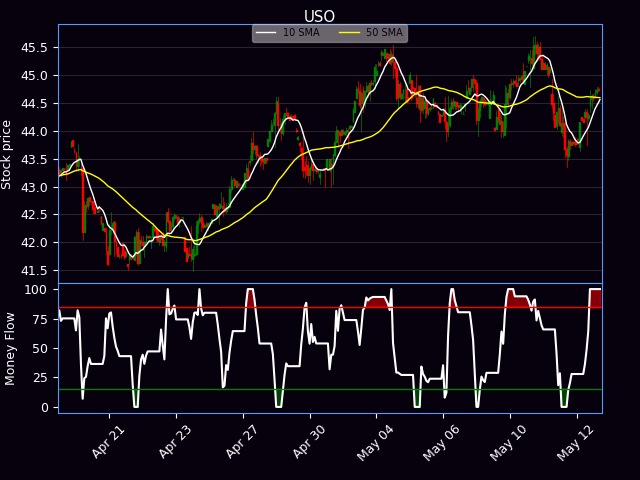 USO
10 SMA
50 SMA
Stock price
45.5
45.0
44.5
44.0
43.5
43.0
42.5
42.0
41.5
Money Flow
100
75
50
25
0
Apr 21
Apr 23
Apr 27
Apr 30
May 04
May 06
May 10
May 12